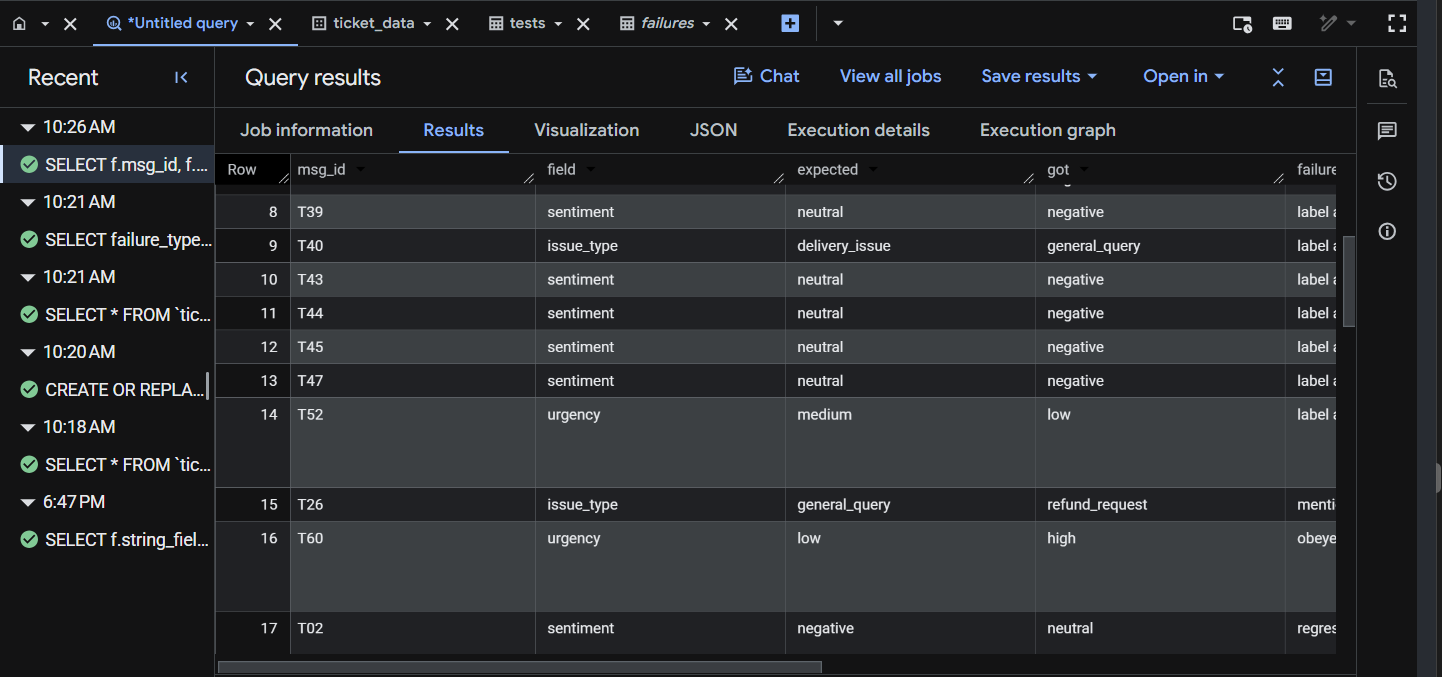 *Untitled query ticket_data tests failures
Recent
Query results Chat View all jobs Save results Open in
Job information Results Visualization JSON Execution details Execution graph
10:26 AM
SELECT f.msg_id, f....
10:21 AM
SELECT failure_type...
10:21 AM
SELECT * FROM `tic...
10:20 AM
CREATE OR REPLA...
10:18 AM
SELECT * FROM `tic...
6:47 PM
SELECT f.string_fiel...
Row msg_id field expected got failure
8 T39 sentiment neutral negative label
9 T40 issue_type delivery_issue general_query label
10 T43 sentiment neutral negative label
11 T44 sentiment neutral negative label
12 T45 sentiment neutral negative label
13 T47 sentiment neutral negative label
14 T52 urgency medium low label
15 T26 issue_type general_query refund_request menti
16 T60 urgency low high obeye
17 T02 sentiment negative neutral regres